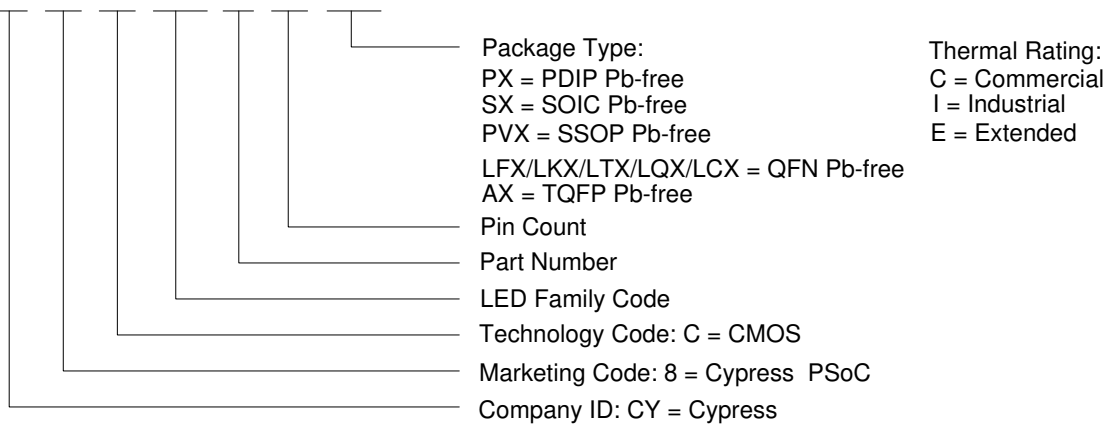 Package Type:
PX = PDIP Pb-free
SX = SOIC Pb-free
PVX = SSOP Pb-free
LFX/LKX/LTX/LQX/LCX = QFN Pb-free
AX = TQFP Pb-free
Thermal Rating:
C = Commercial
I = Industrial
E = Extended
Pin Count
Part Number
LED Family Code
Technology Code: C = CMOS
Marketing Code: 8 = Cypress PSoC
Company ID: CY = Cypress